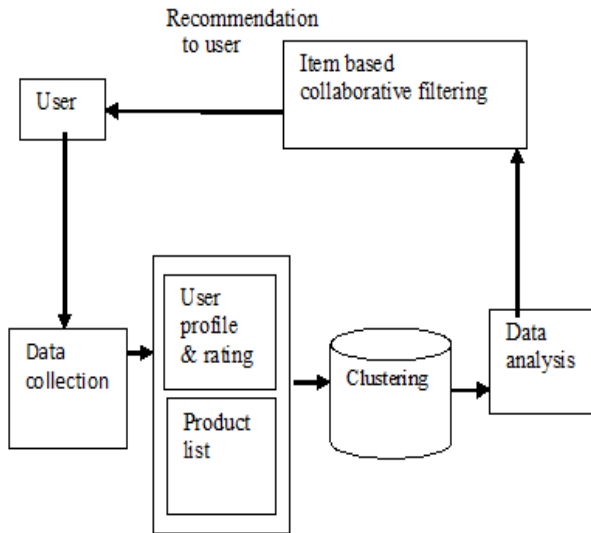 Recommendation
to user
Item based
collaborative filtering
User
Data
collection
User
profile
& rating
Product
list
Clustering
Data
analysis